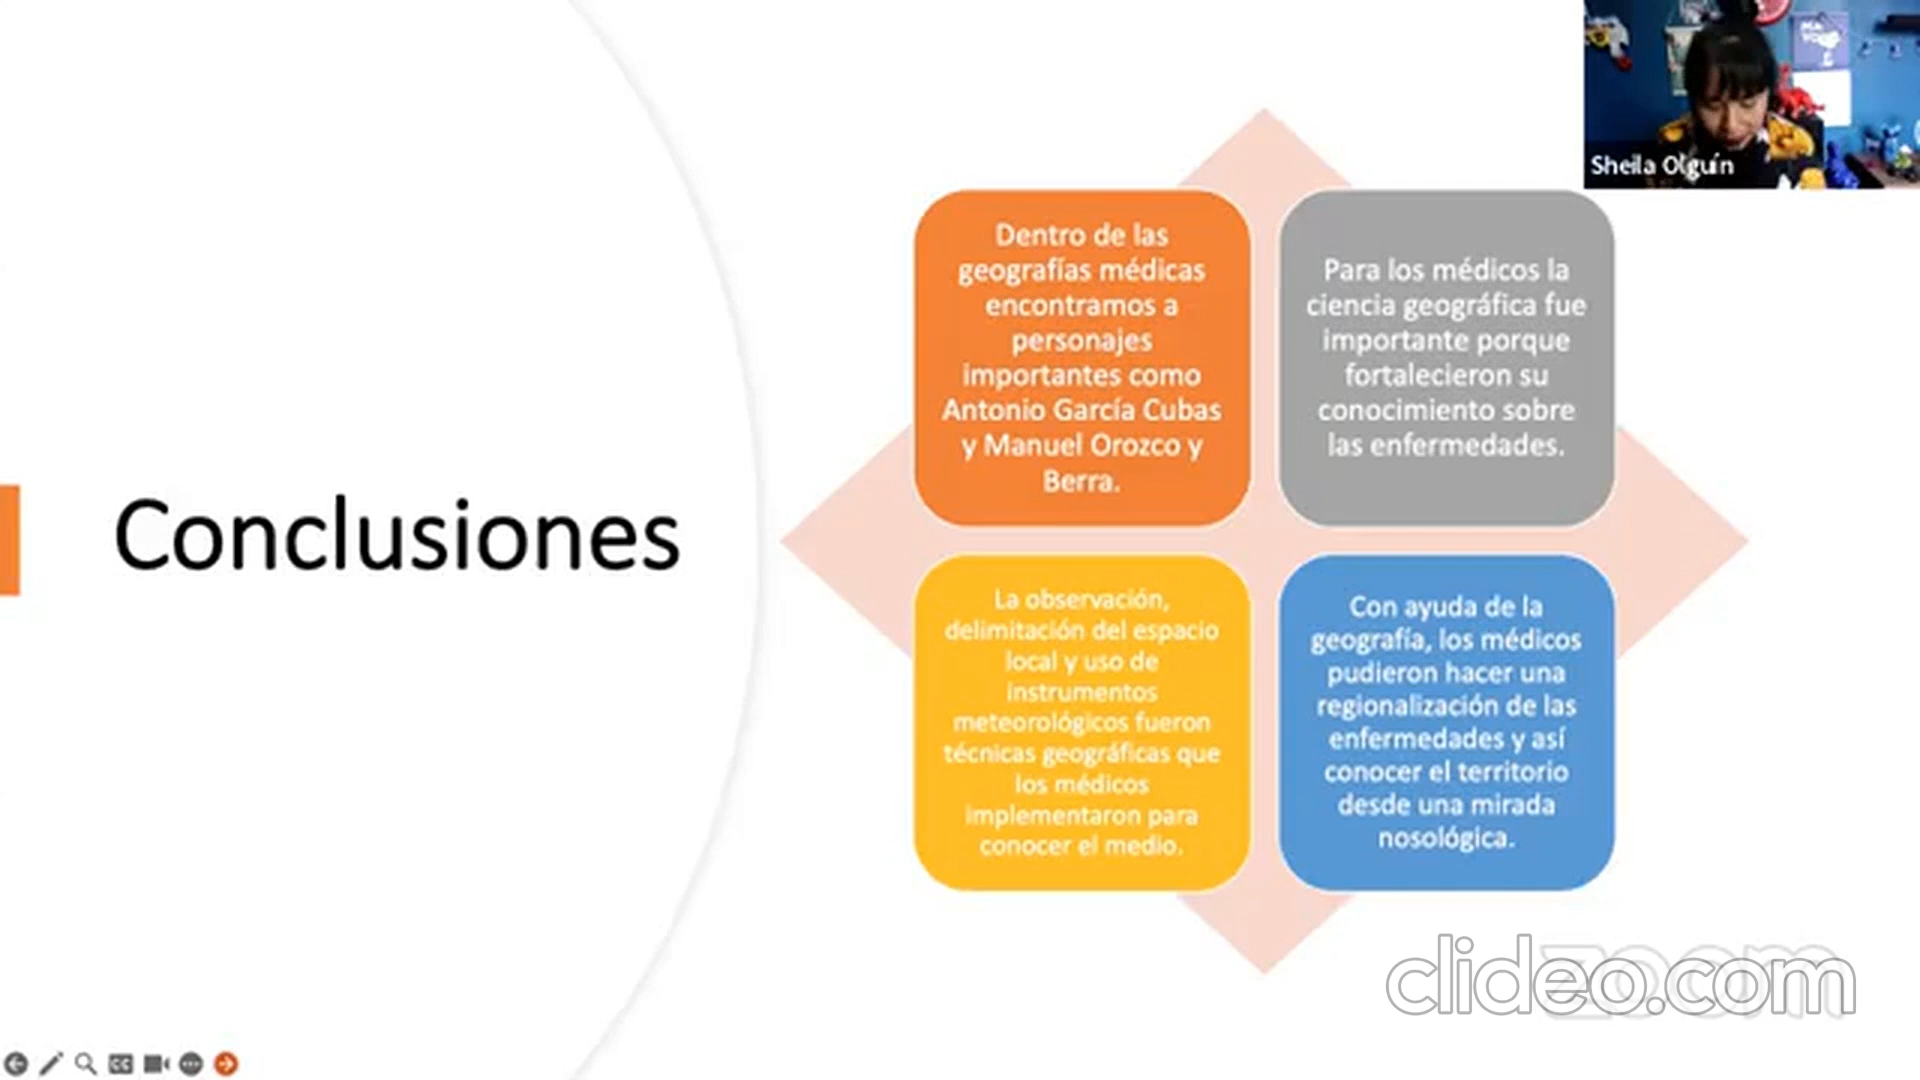 Sheila Olguín
Conclusiones
Dentro de las
geografías médicas
encontramos a
personajes
importantes como
Antonio García Cubas
y Manuel Orozco y
Berra.
Para los médicos la
ciencia geográfica fue
importante porque
fortalecieron su
conocimiento sobre
las enfermedades.
La observación,
delimitación del espacio
local y uso de
instrumentos
meteorológicos fueron
técnicas geográficas que
los médicos
implementaron para
conocer el medio.
Con ayuda de la
geografía, los médicos
pudieron hacer una
regionalización de las
enfermedades y así
conocer el territorio
desde una mirada
nosológica.
clideo.com
zoom
CC